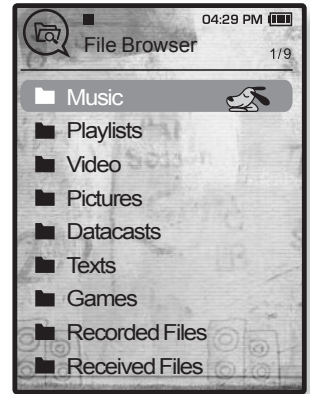 04:29 PM
File Browser
1/9
Music
Playlists
Video
Pictures
Datacasts
Texts
Games
Recorded Files
Received Files